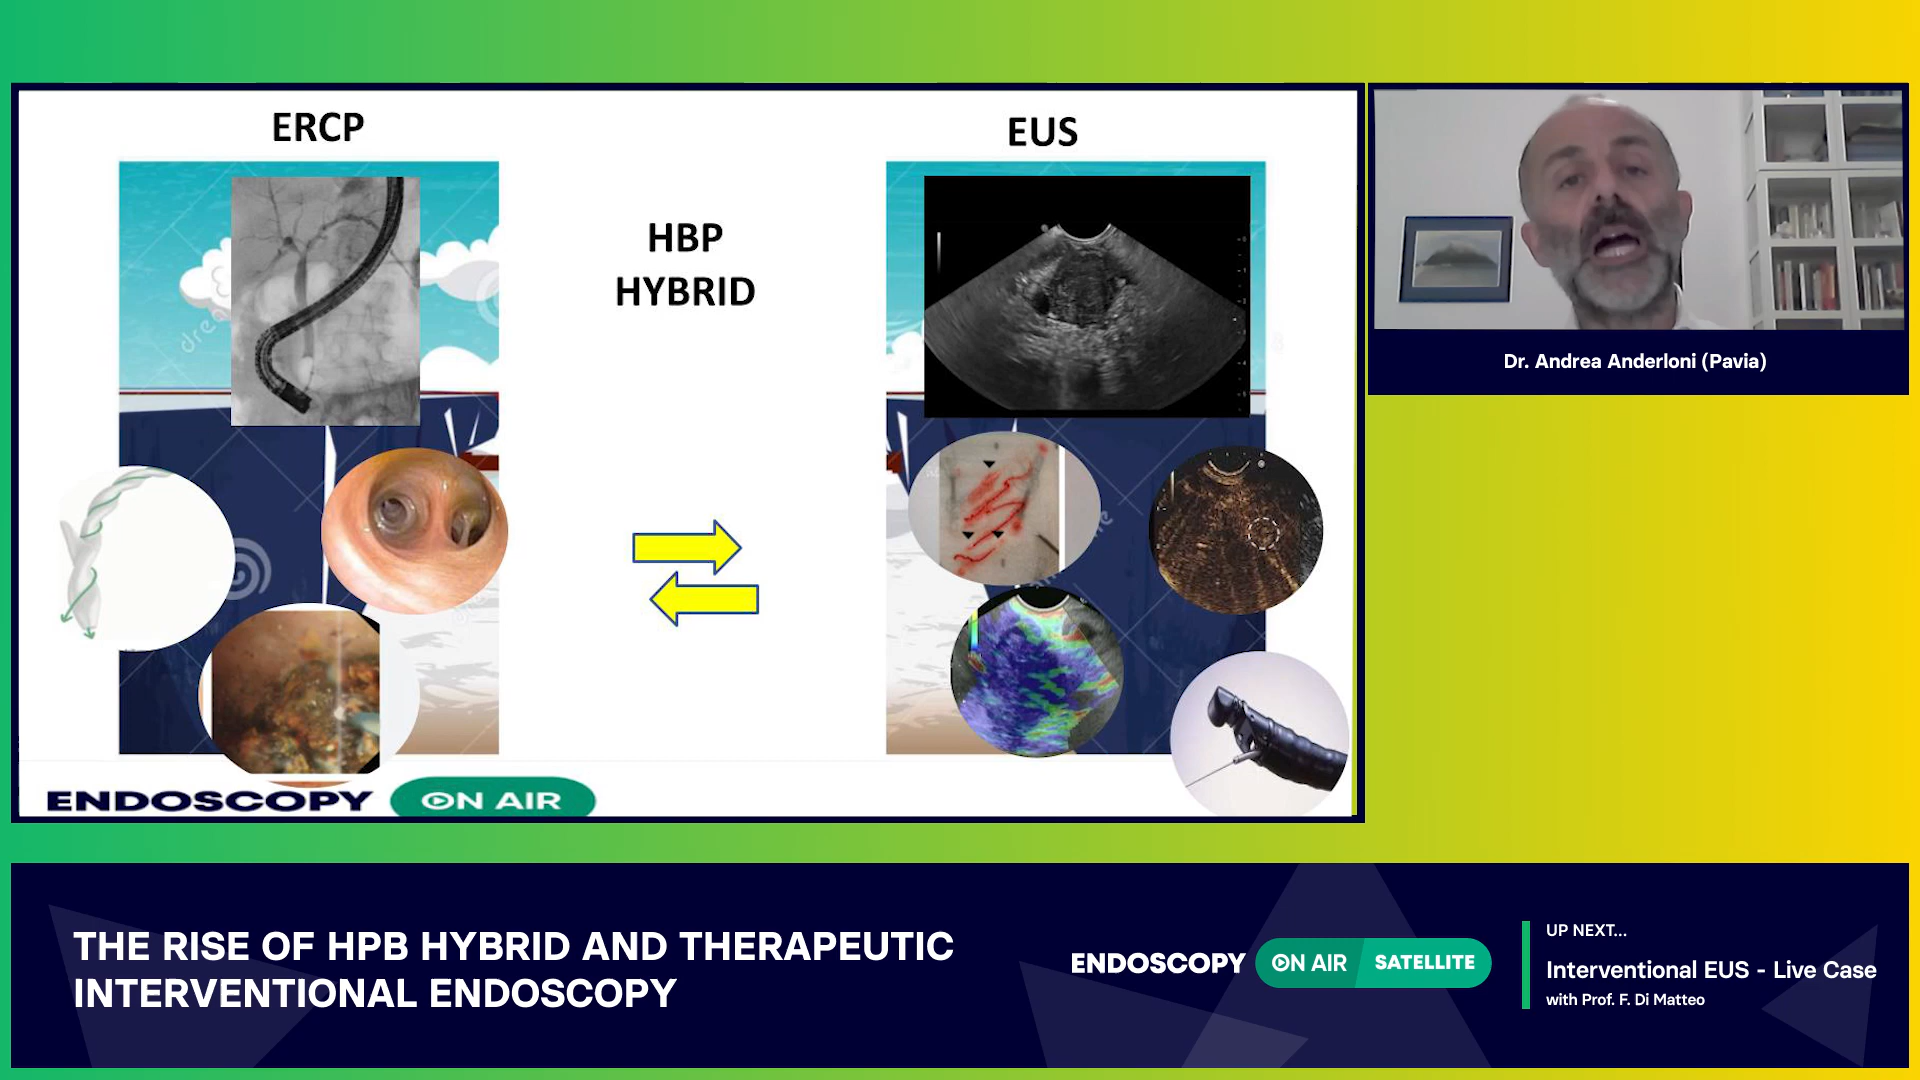 ERCP
EUS
HBP
HYBRID
ENDOSCOPY ON AIR
Dr. Andrea Anderloni (Pavia)
THE RISE OF HPB HYBRID AND THERAPEUTIC
INTERVENTIONAL ENDOSCOPY
ENDOSCOPY ON AIR SATELLITE
UP NEXT...
Interventional EUS - Live Case
with Prof. F. Di Matteo